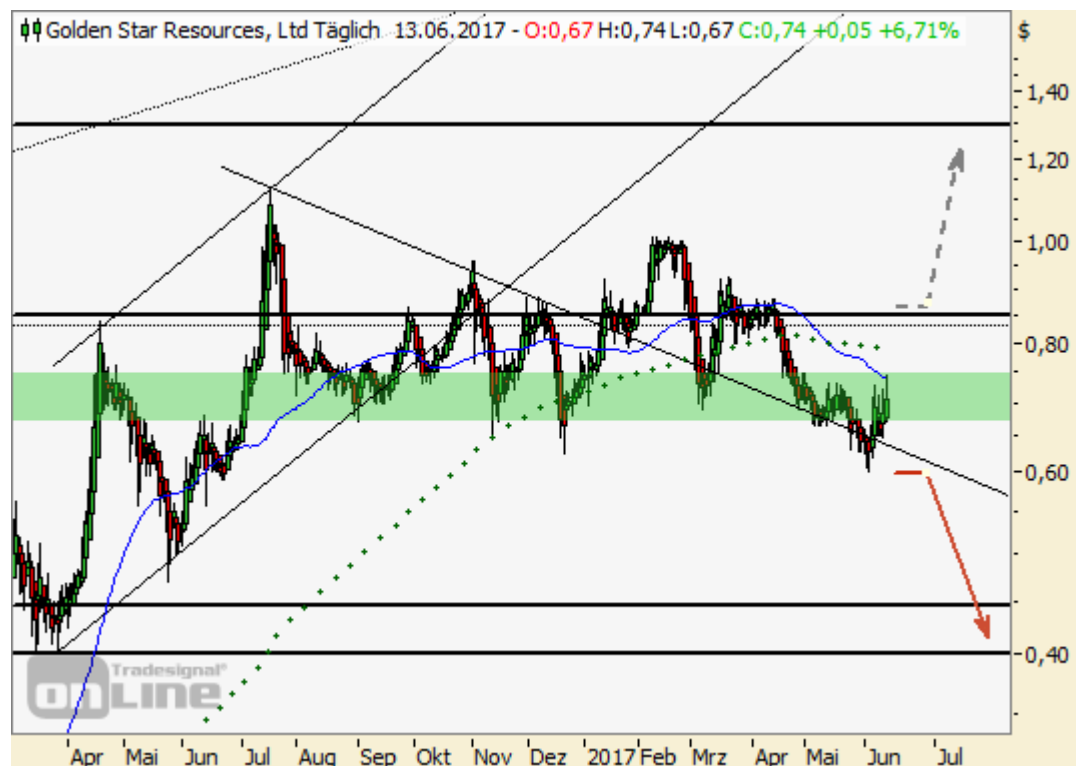 Golden Star Resources, Ltd Täglich 13.06.2017 - O:0,67 H:0,74 L:0,67 C:0,74 +0,05 +6,71%
$
1,40
1,20
1,00
0,80
0,60
0,40
Tradesignal®
onLine
Apr Mai Jun Jul Aug Sep Okt Nov Dez 2017 Feb Mrz Apr Mai Jun Jul